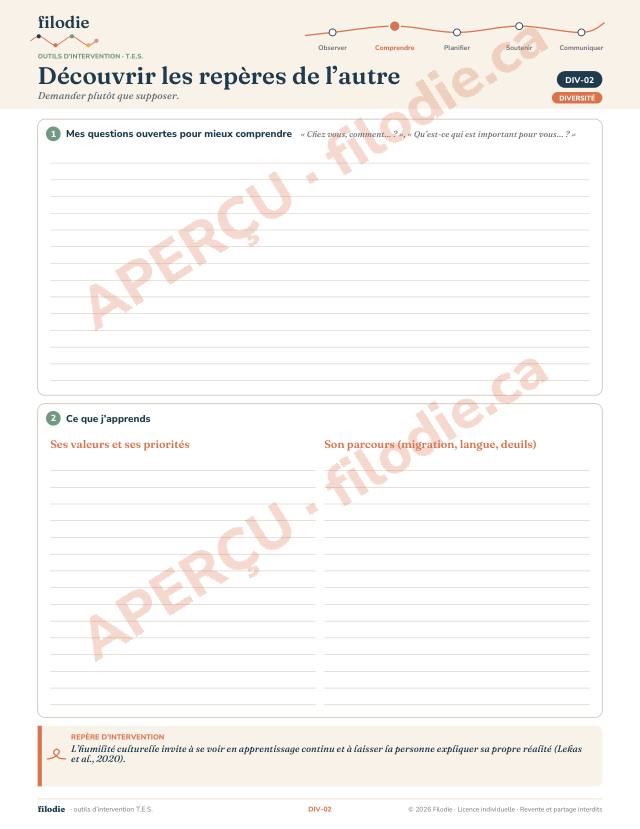 filodie
OUTILS D'INTERVENTION · T.E.S.
Observer Comprendre Planifier Soutenir Communiquer
Découvrir les repères de l'autre
Demander plutôt que supposer.
DIV-02
DIVERSITÉ
1 Mes questions ouvertes pour mieux comprendre « Chez vous, comment… ? », « Qu'est-ce qui est important pour vous… ? »
APERÇU · filodie.ca
2 Ce que j'apprends
Ses valeurs et ses priorités
Son parcours (migration, langue, deuils)
APERÇU · filodie.ca
REPÈRE D'INTERVENTION
L'humilité culturelle invite à se voir en apprentissage continu et à laisser la personne expliquer sa propre réalité (Lekas
et al., 2020).
filodie · outils d'intervention T.E.S. DIV-02 © 2026 Filodie · Licence individuelle · Revente et partage interdits